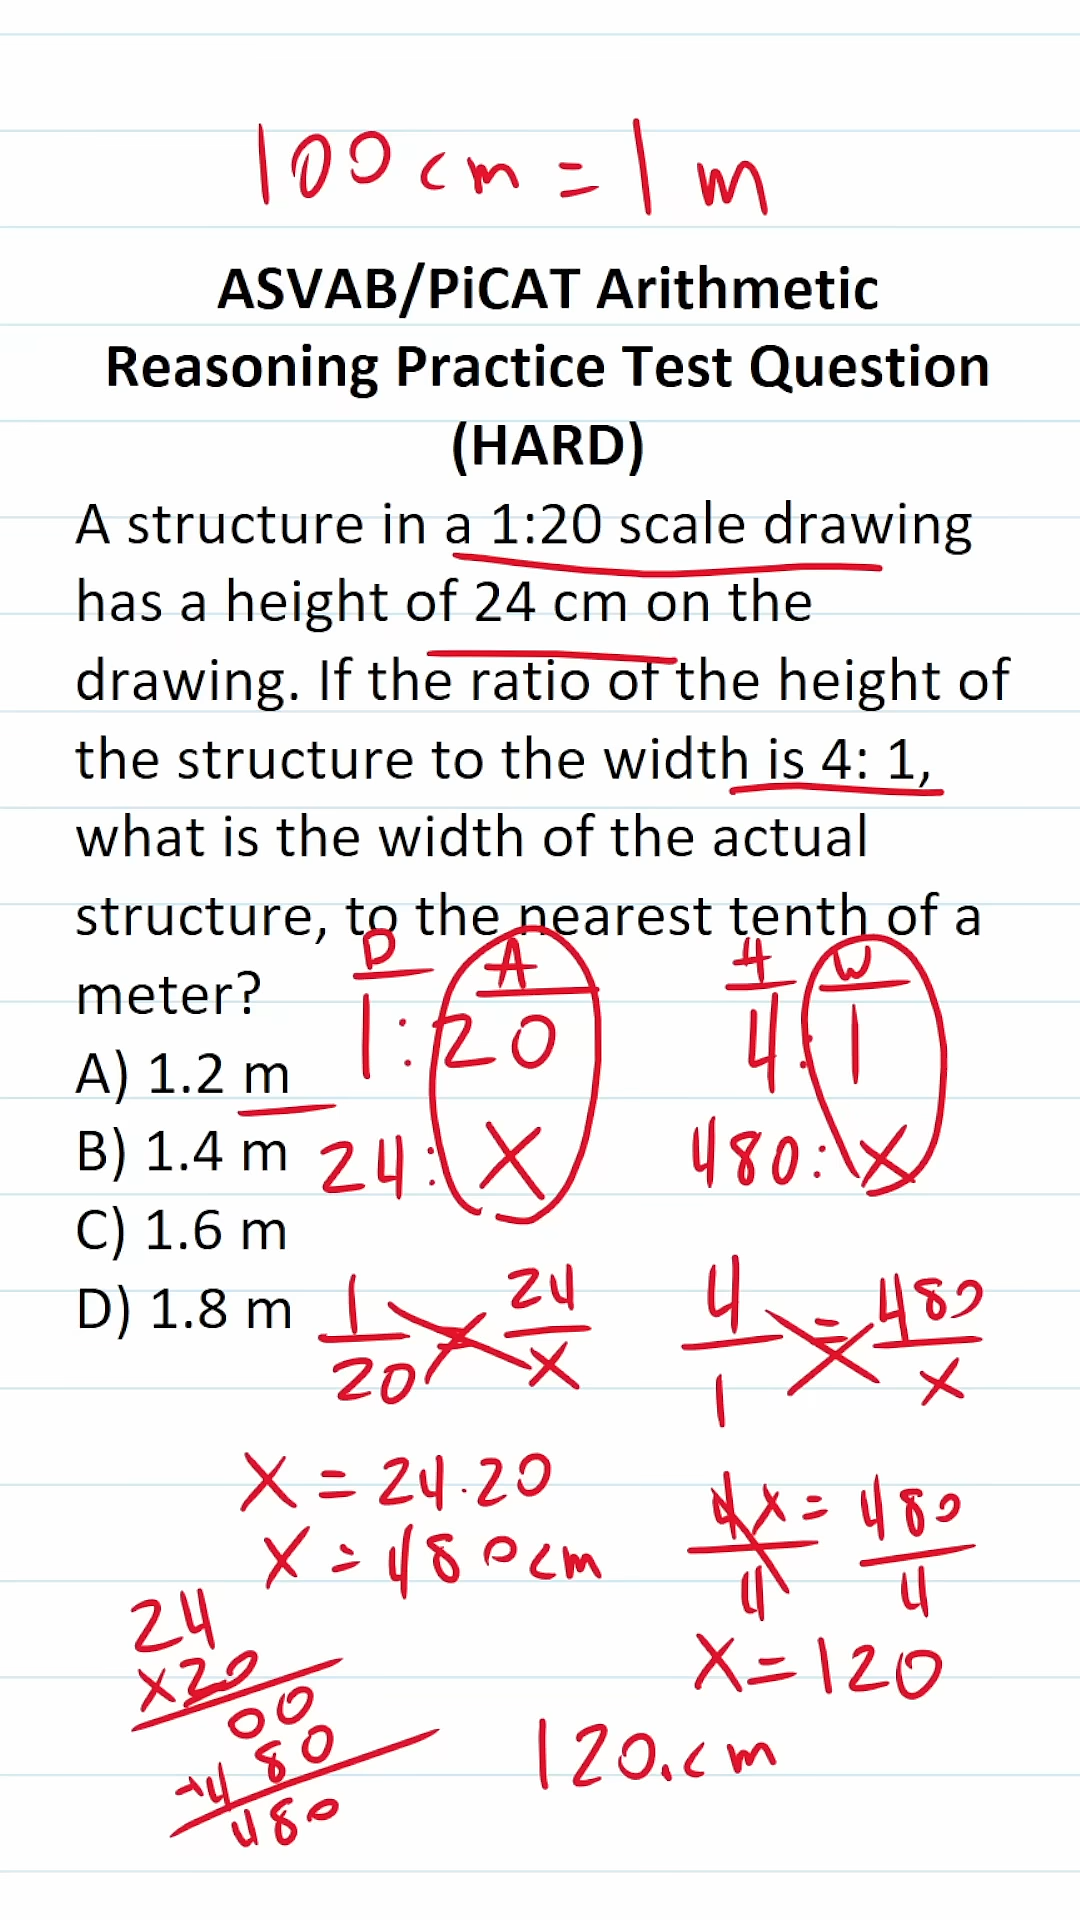 100 cm = 1 m
ASVAB/PiCAT Arithmetic
Reasoning Practice Test Question
(HARD)
A structure in a 1:20 scale drawing
has a height of 24 cm on the
drawing. If the ratio of the height of
the structure to the width is 4: 1,
what is the width of the actual
structure, to the nearest tenth of a
meter?
A) 1.2 m
B) 1.4 m
C) 1.6 m
D) 1.8 m
D A
1:20
24:X
H W
4:1
480:X
1/20 = 24/X
X = 24.20
X = 480cm
4/1 = 480/X
4X/4 = 480/4
X = 120
24
X20
00
+480
480
120.cm